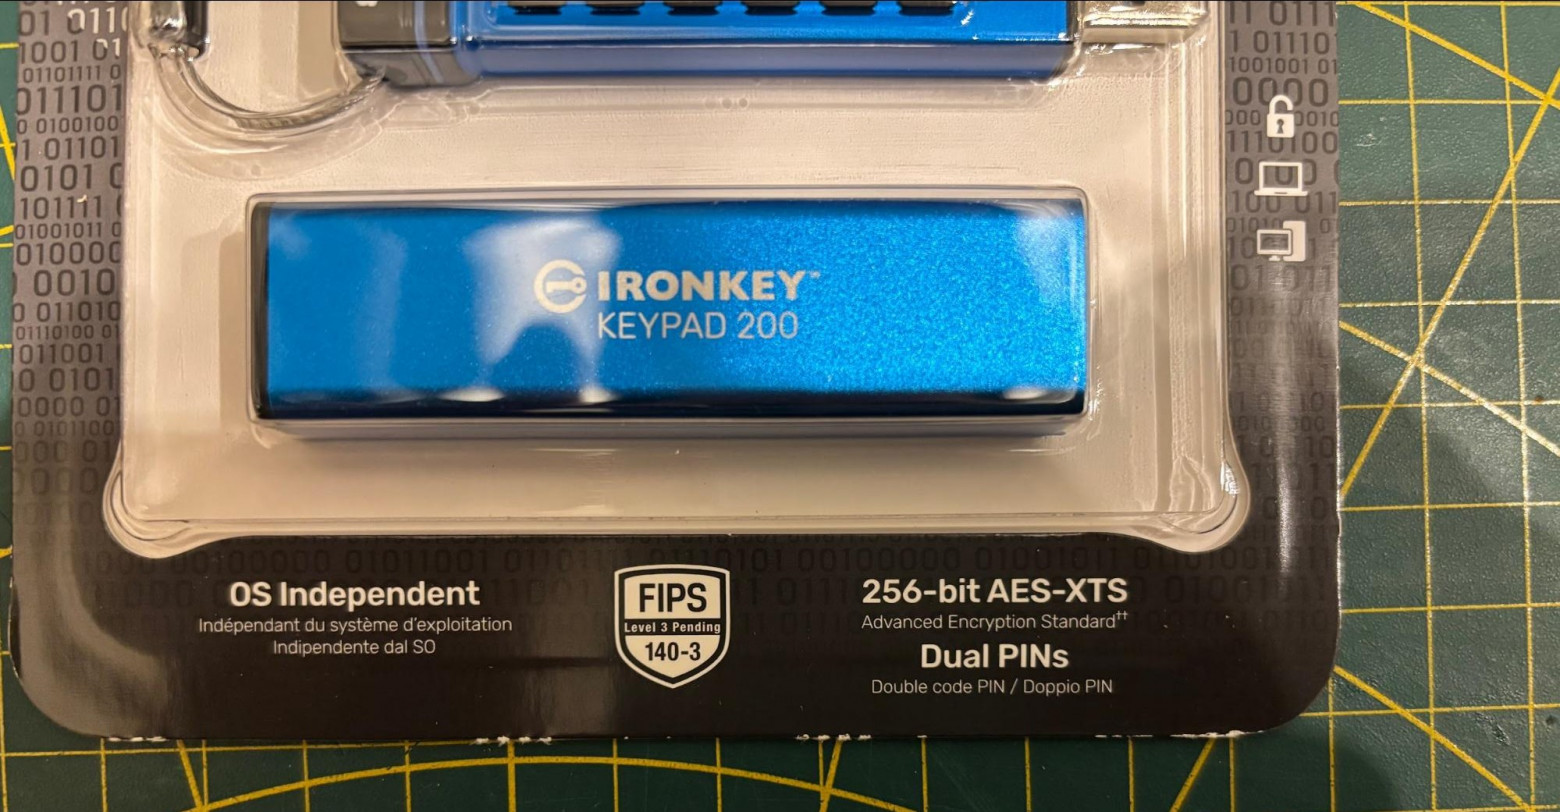 IRONKEY™
KEYPAD 200
OS Independent
Indépendant du système d'exploitation
Indipendente dal SO
FIPS
Level 3 Pending
140-3
256-bit AES-XTS
Advanced Encryption Standard††
Dual PINs
Double code PIN / Doppio PIN